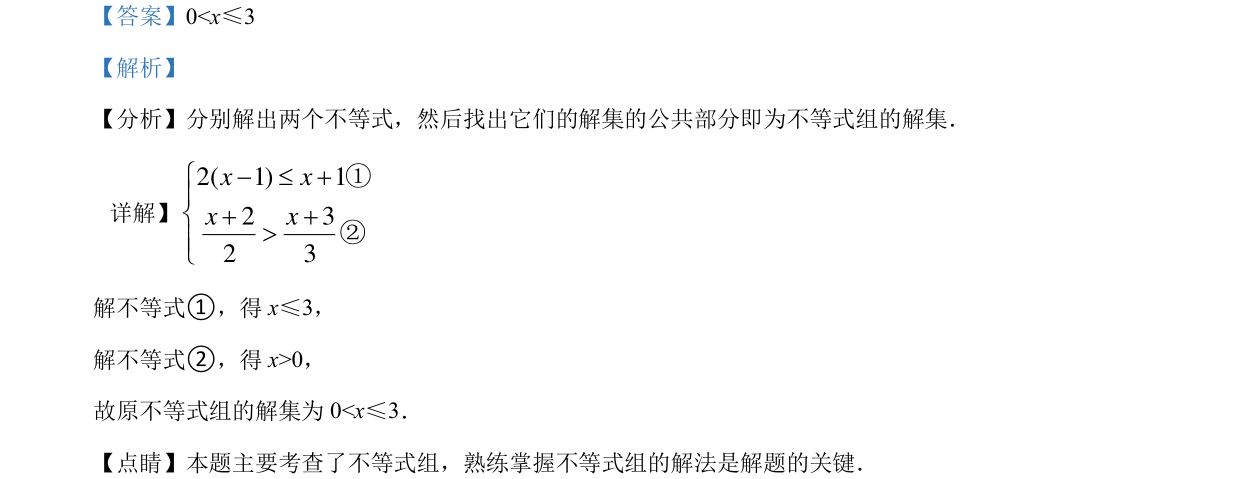 【答案】0<x≤3
【解析】
【分析】分别解出两个不等式，然后找出它们的解集的公共部分即为不等式组的解集．
详解】{2(x−1)≤x+1①
(x+2)/2>(x+3)/3②
解不等式①，得 x≤3，
解不等式②，得 x>0，
故原不等式组的解集为 0<x≤3．
【点睛】本题主要考查了不等式组，熟练掌握不等式组的解法是解题的关键．